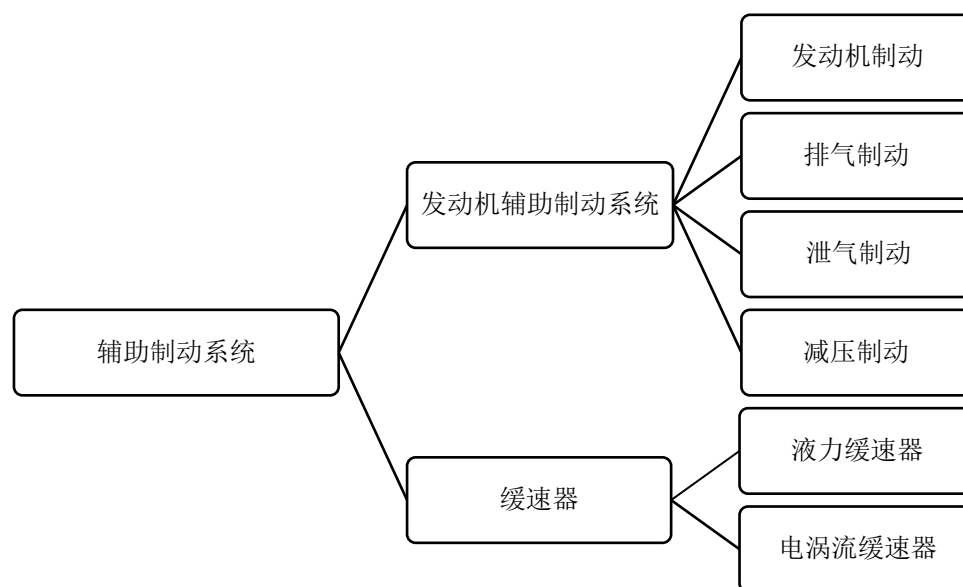 辅助制动系统
发动机辅助制动系统
发动机制动
排气制动
泄气制动
减压制动
缓速器
液力缓速器
电涡流缓速器